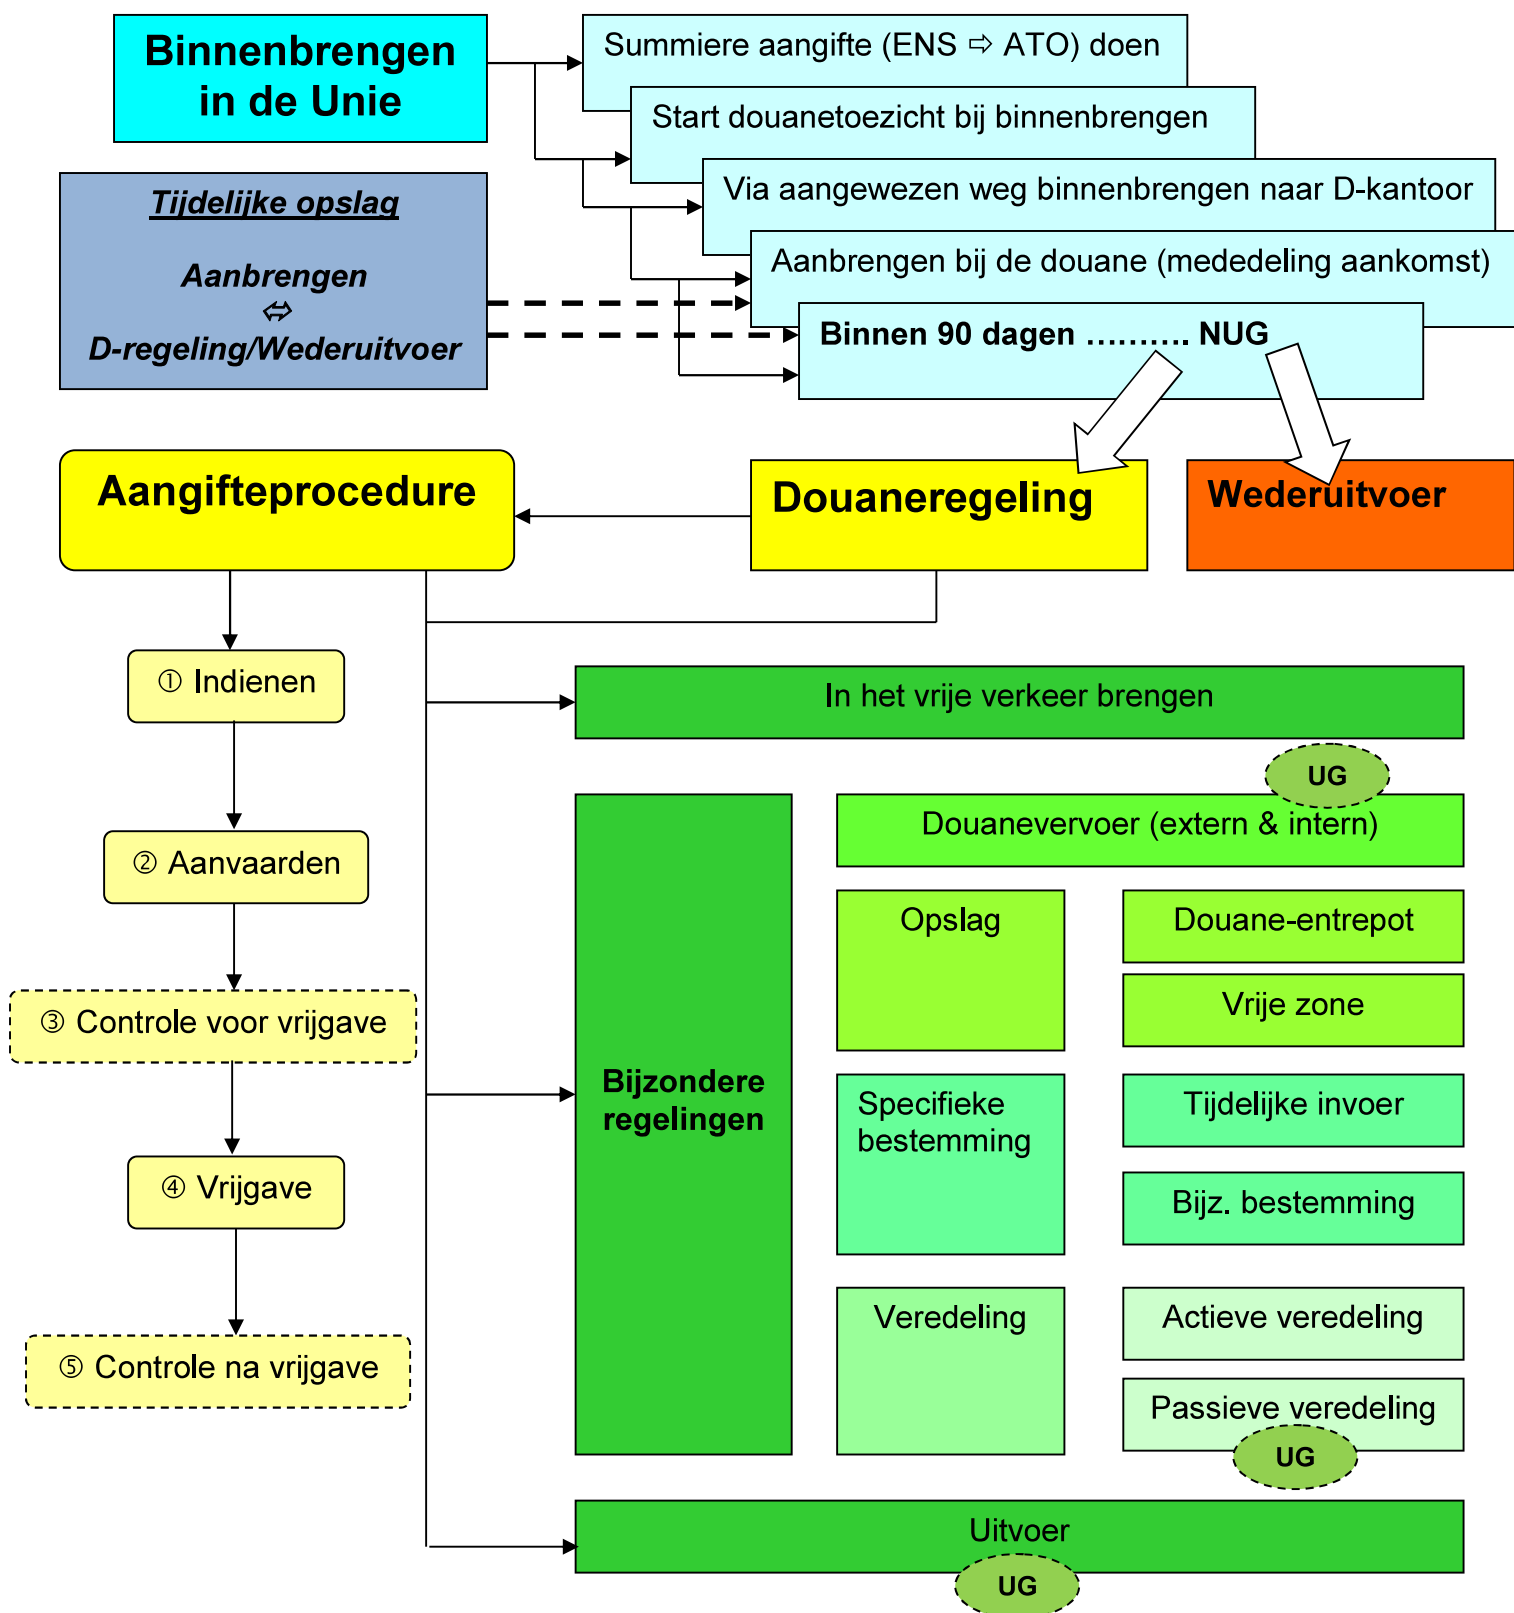 Binnenbrengen
in de Unie
Summiere aangifte (ENS ⇨ ATO) doen
Start douanetoezicht bij binnenbrengen
Via aangewezen weg binnenbrengen naar D-kantoor
Aanbrengen bij de douane (mededeling aankomst)
Binnen 90 dagen ………. NUG
Tijdelijke opslag
Aanbrengen
⬄
D-regeling/Wederuitvoer
Aangifteprocedure
Douaneregeling
Wederuitvoer
① Indienen
② Aanvaarden
③ Controle voor vrijgave
④ Vrijgave
⑤ Controle na vrijgave
In het vrije verkeer brengen
UG
Bijzondere
regelingen
Douanevervoer (extern & intern)
Opslag
Douane-entrepot
Vrije zone
Specifieke
bestemming
Tijdelijke invoer
Bijz. bestemming
Veredeling
Actieve veredeling
Passieve veredeling
UG
Uitvoer
UG